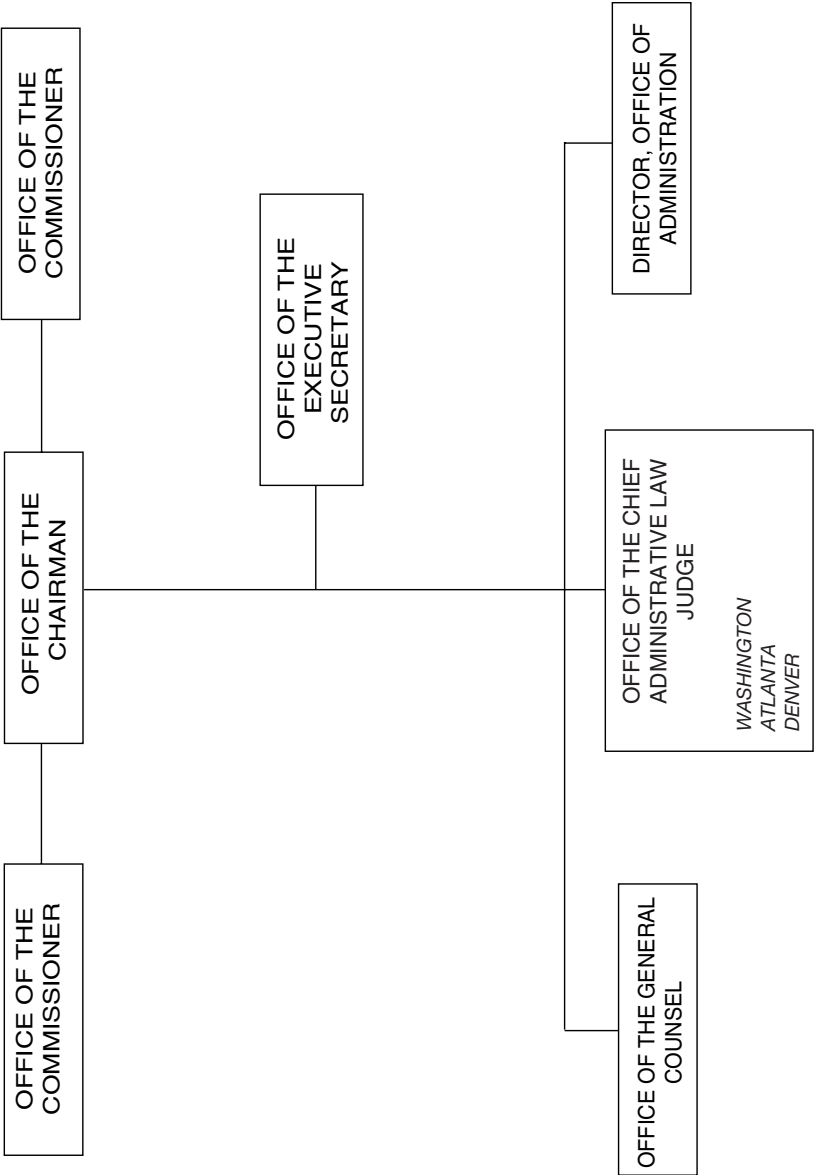 OFFICE OF THE
COMMISSIONER
OFFICE OF THE
CHAIRMAN
OFFICE OF THE
COMMISSIONER
OFFICE OF THE
EXECUTIVE
SECRETARY
OFFICE OF THE GENERAL
COUNSEL
OFFICE OF THE CHIEF
ADMINISTRATIVE LAW
JUDGE
WASHINGTON
ATLANTA
DENVER
DIRECTOR, OFFICE OF
ADMINISTRATION